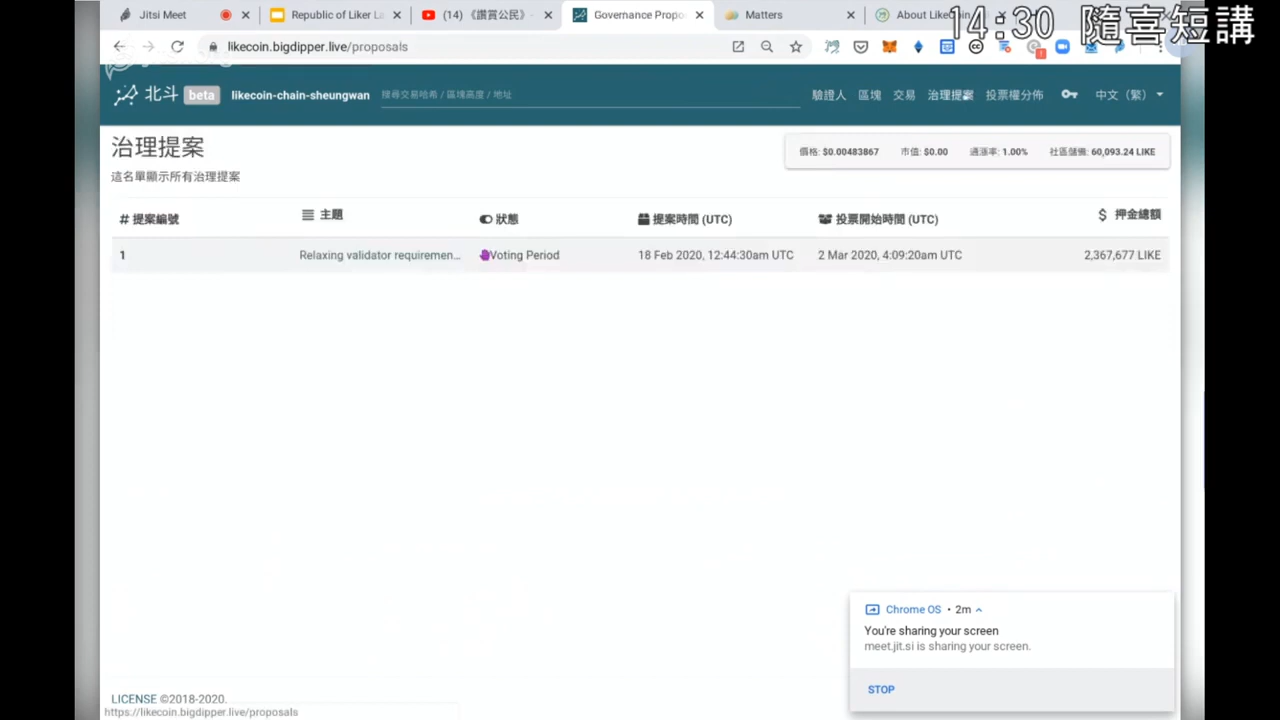 Jitsi Meet
Republic of Liker La
(14) 《讚賞公民》 -
Governance Propo
Matters
About LikeCoin
14:30 隨喜短講
likecoin.bigdipper.live/proposals
北斗 beta likecoin-chain-sheungwan 搜尋交易哈希 / 區塊高度 / 地址 驗證人 區塊 交易 治理提案 投票權分佈 中文（繁）
治理提案
價格: $0.00483867 市值: $0.00 通漲率: 1.00% 社區儲備: 60,093.24 LIKE
這名單顯示所有治理提案
# 提案編號 主題 狀態 提案時間 (UTC) 投票開始時間 (UTC) $ 押金總額
1 Relaxing validator requiremen... Voting Period 18 Feb 2020, 12:44:30am UTC 2 Mar 2020, 4:09:20am UTC 2,367,677 LIKE
Chrome OS • 2m
You're sharing your screen
meet.jit.si is sharing your screen.
STOP
LICENSE ©2018-2020.
https://likecoin.bigdipper.live/proposals